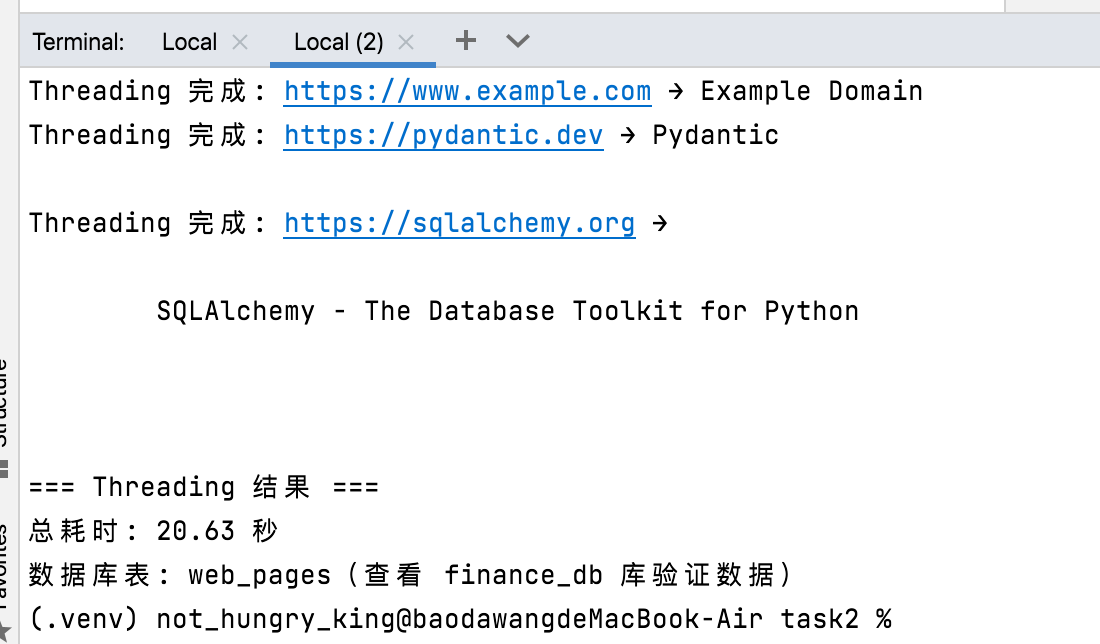 Terminal: Local Local (2)
Threading 完成: https://www.example.com → Example Domain
Threading 完成: https://pydantic.dev → Pydantic
Threading 完成: https://sqlalchemy.org →
SQLAlchemy - The Database Toolkit for Python
=== Threading 结果 ===
总耗时: 20.63 秒
数据库表: web_pages（查看 finance_db 库验证数据）
(.venv) not_hungry_king@baodawangdeMacBook-Air task2 %
Structure
Favorites